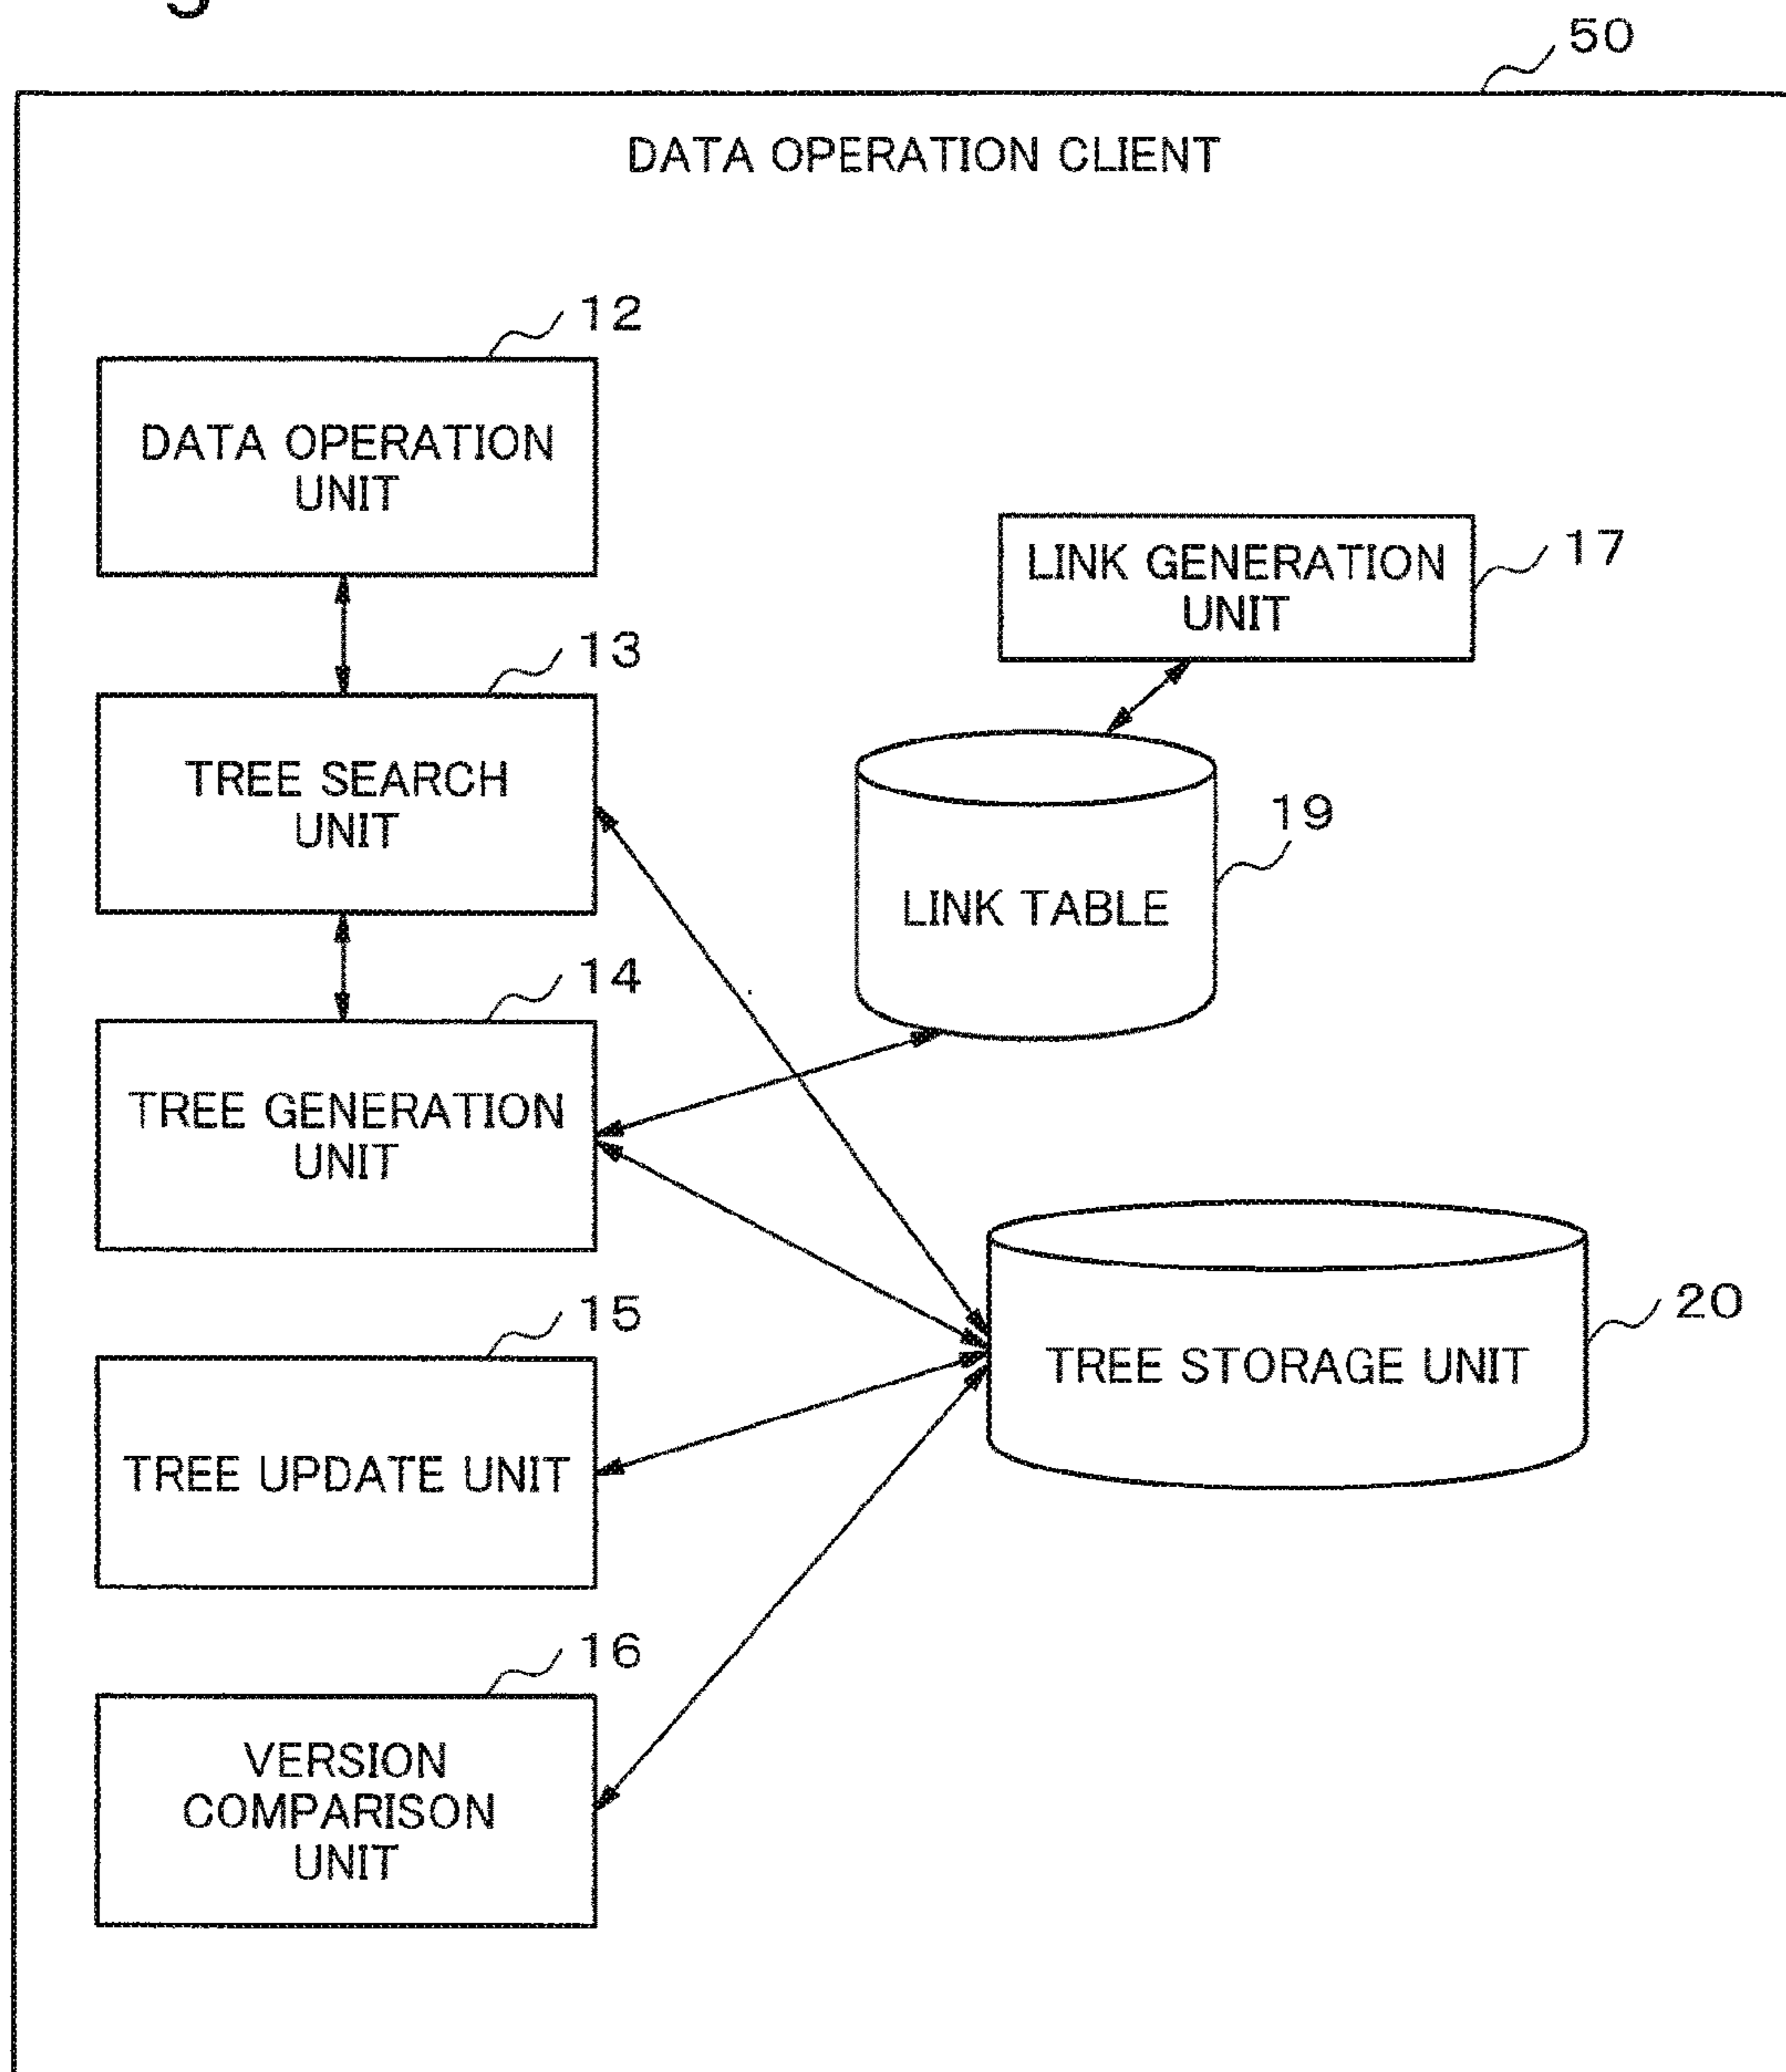 50
DATA OPERATION CLIENT
12
DATA OPERATION
UNIT
17
LINK GENERATION
UNIT
13
TREE SEARCH
UNIT
19
LINK TABLE
14
TREE GENERATION
UNIT
20
TREE STORAGE UNIT
15
TREE UPDATE UNIT
16
VERSION
COMPARISON
UNIT